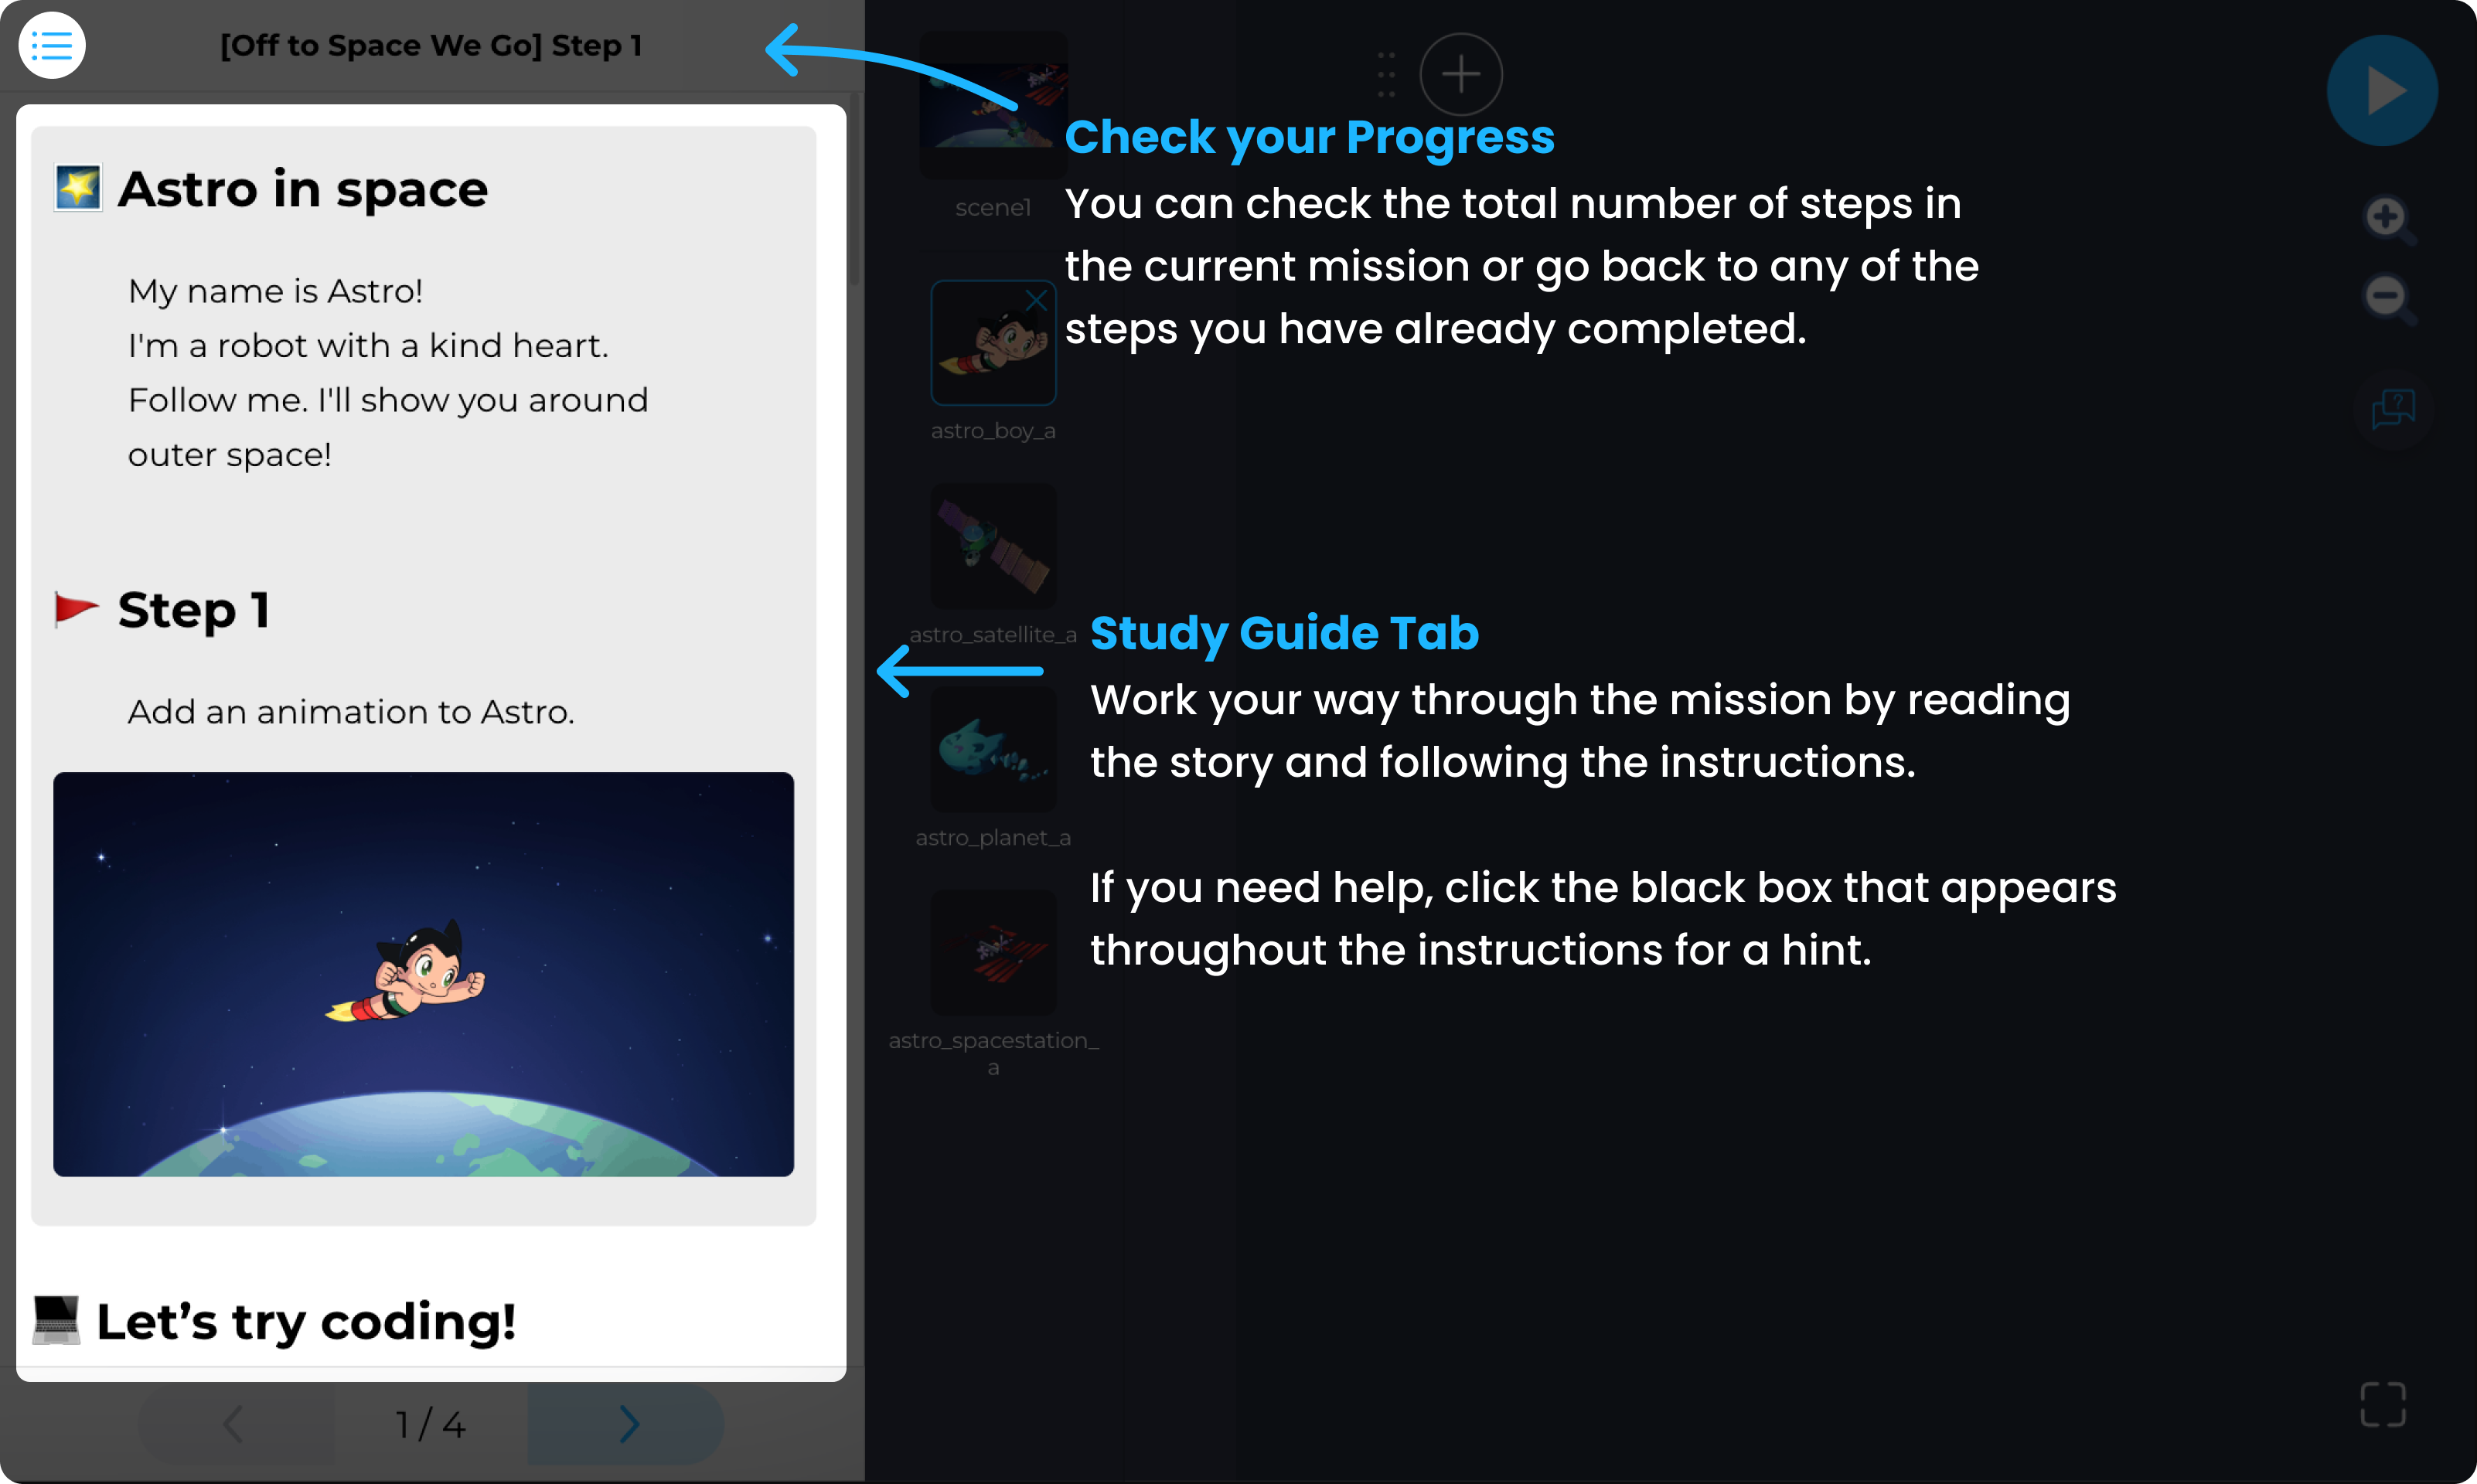 [Off to Space We Go] Step 1
Astro in space
My name is Astro!
I'm a robot with a kind heart.
Follow me. I'll show you around
outer space!
Step 1
Add an animation to Astro.
Let's try coding!
1 / 4
scene1
astro_boy_a
astro_satellite_a
astro_planet_a
astro_spacestation_
a
Check your Progress
You can check the total number of steps in
the current mission or go back to any of the
steps you have already completed.
Study Guide Tab
Work your way through the mission by reading
the story and following the instructions.
If you need help, click the black box that appears
throughout the instructions for a hint.
?